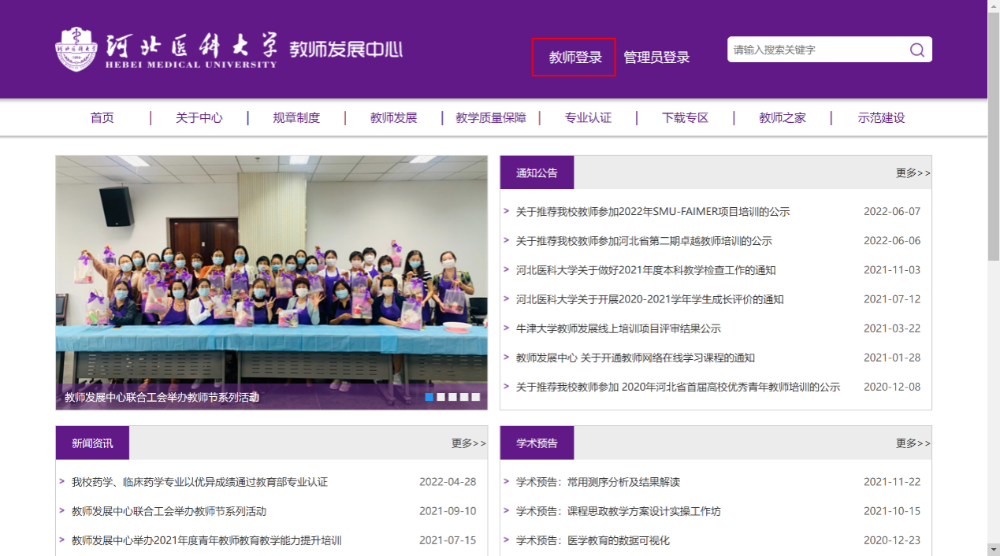 河北医科大学 教师发展中心
HEBEI MEDICAL UNIVERSITY
教师登录 管理员登录 请输入搜索关键字
首页 关于中心 规章制度 教师发展 教学质量保障 专业认证 下载专区 教师之家 示范建设
教师发展中心联合工会举办教师节系列活动
通知公告 更多>>
> 关于推荐我校教师参加2022年SMU-FAIMER项目培训的公示 2022-06-07
> 关于推荐我校教师参加河北省第二期卓越教师培训的公示 2022-06-06
> 河北医科大学关于做好2021年度本科教学检查工作的通知 2021-11-03
> 河北医科大学关于开展2020-2021学年学生成长评价的通知 2021-07-12
> 牛津大学教师发展线上培训项目评审结果公示 2021-03-22
> 教师发展中心 关于开通教师网络在线学习课程的通知 2021-01-28
> 关于推荐我校教师参加 2020年河北省首届高校优秀青年教师培训的公示 2020-12-08
新闻资讯 更多>>
> 我校药学、临床药学专业以优异成绩通过教育部专业认证 2022-04-28
> 教师发展中心联合工会举办教师节系列活动 2021-09-10
> 教师发展中心举办2021年度青年教师教育教学能力提升培训 2021-07-15
学术预告 更多>>
> 学术预告：常用测序分析及结果解读 2021-11-22
> 学术预告：课程思政教学方案设计实操工作坊 2021-10-15
> 学术预告：医学教育的数据可视化 2020-12-23